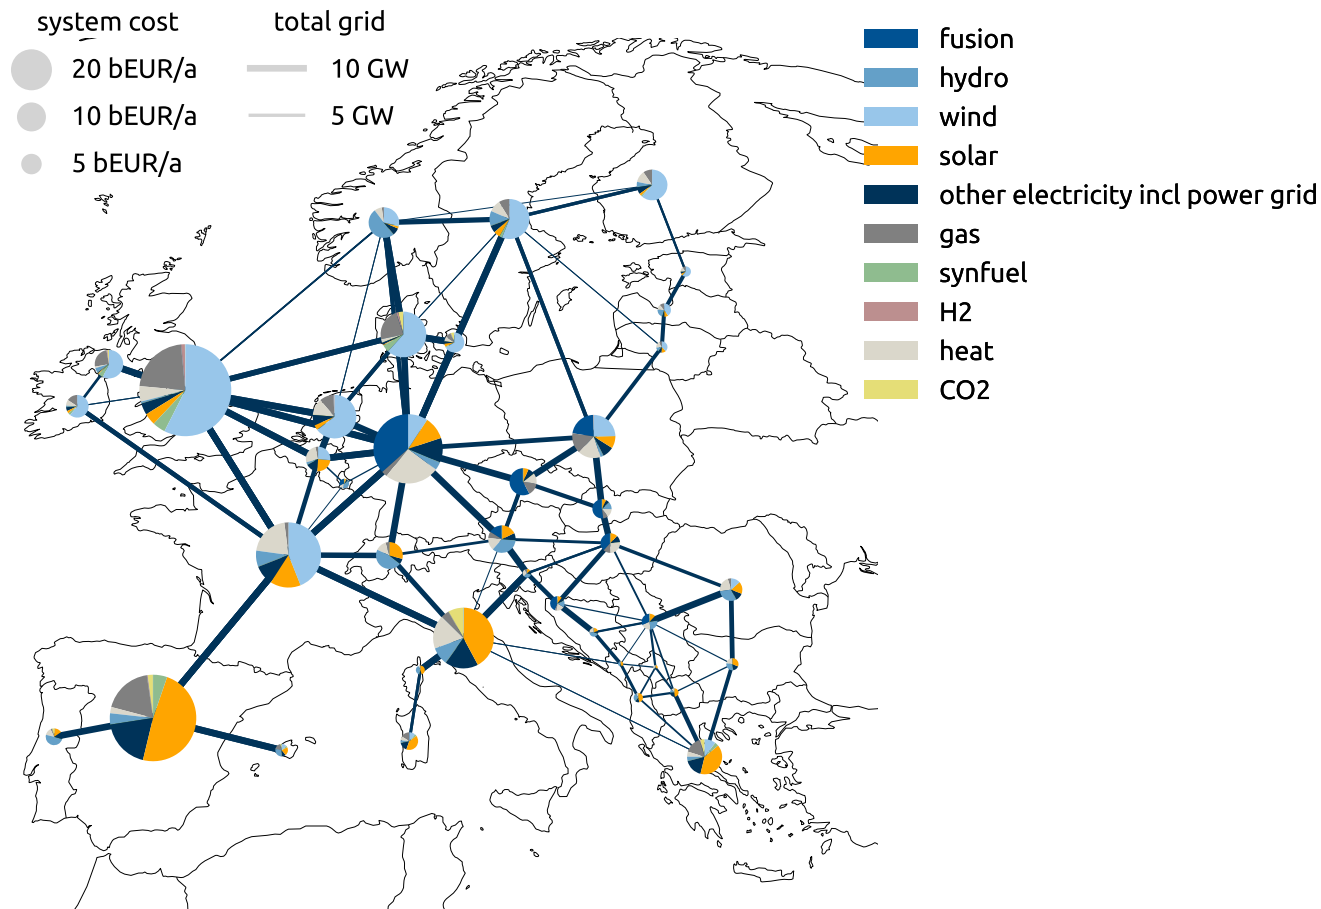 system cost
20 bEUR/a
10 bEUR/a
5 bEUR/a
total grid
10 GW
5 GW
fusion
hydro
wind
solar
other electricity incl power grid
gas
synfuel
H2
heat
CO2